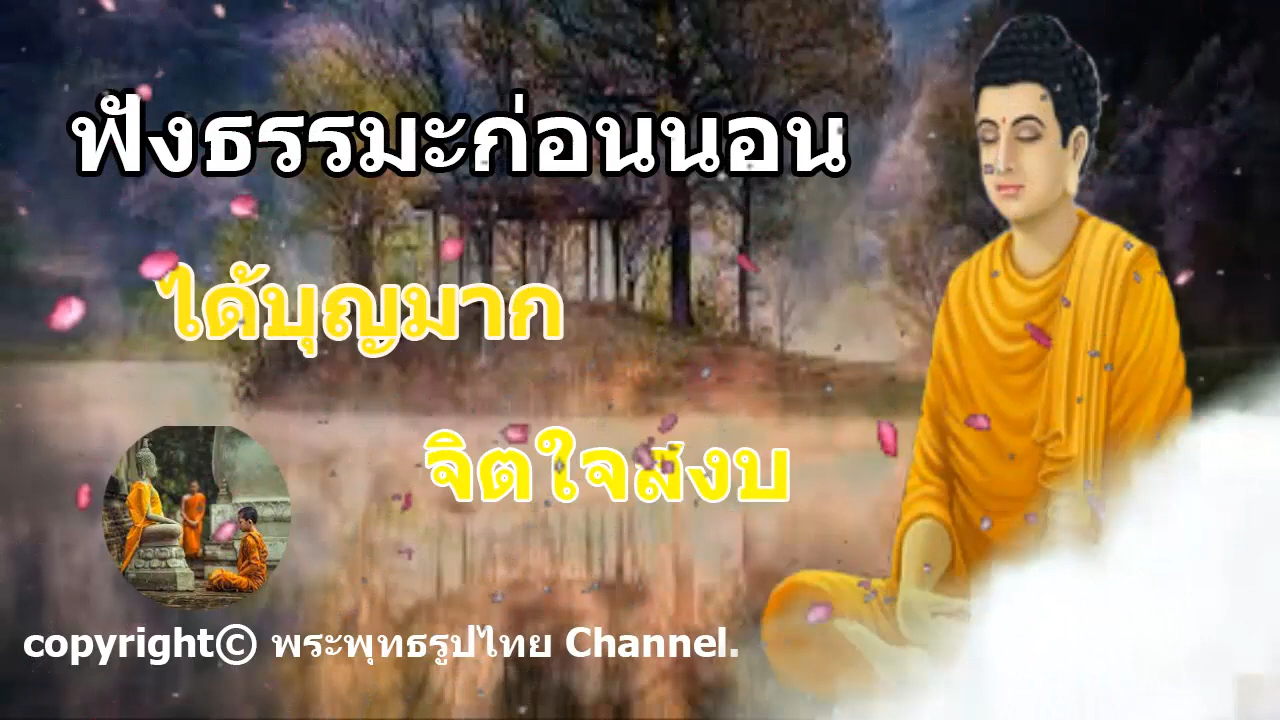 ฟังธรรมะก่อนนอน
ได้บุญมาก
จิตใจสงบ
copyright© พระพุทธรูปไทย Channel.